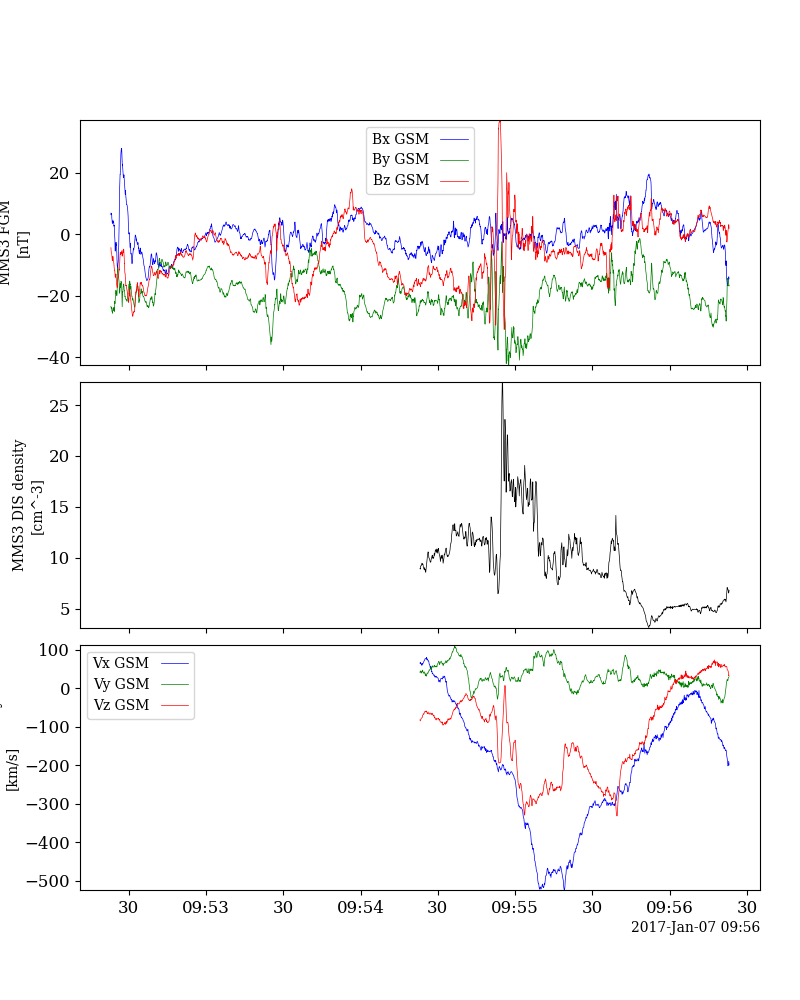 MMS3 FGM
[nT]
20
0
−20
−40
Bx GSM
By GSM
Bz GSM
MMS3 DIS density
[cm^-3]
25
20
15
10
5
[km/s]
100
0
−100
−200
−300
−400
−500
Vx GSM
Vy GSM
Vz GSM
30 09:53 30 09:54 30 09:55 30 09:56 30
2017-Jan-07 09:56